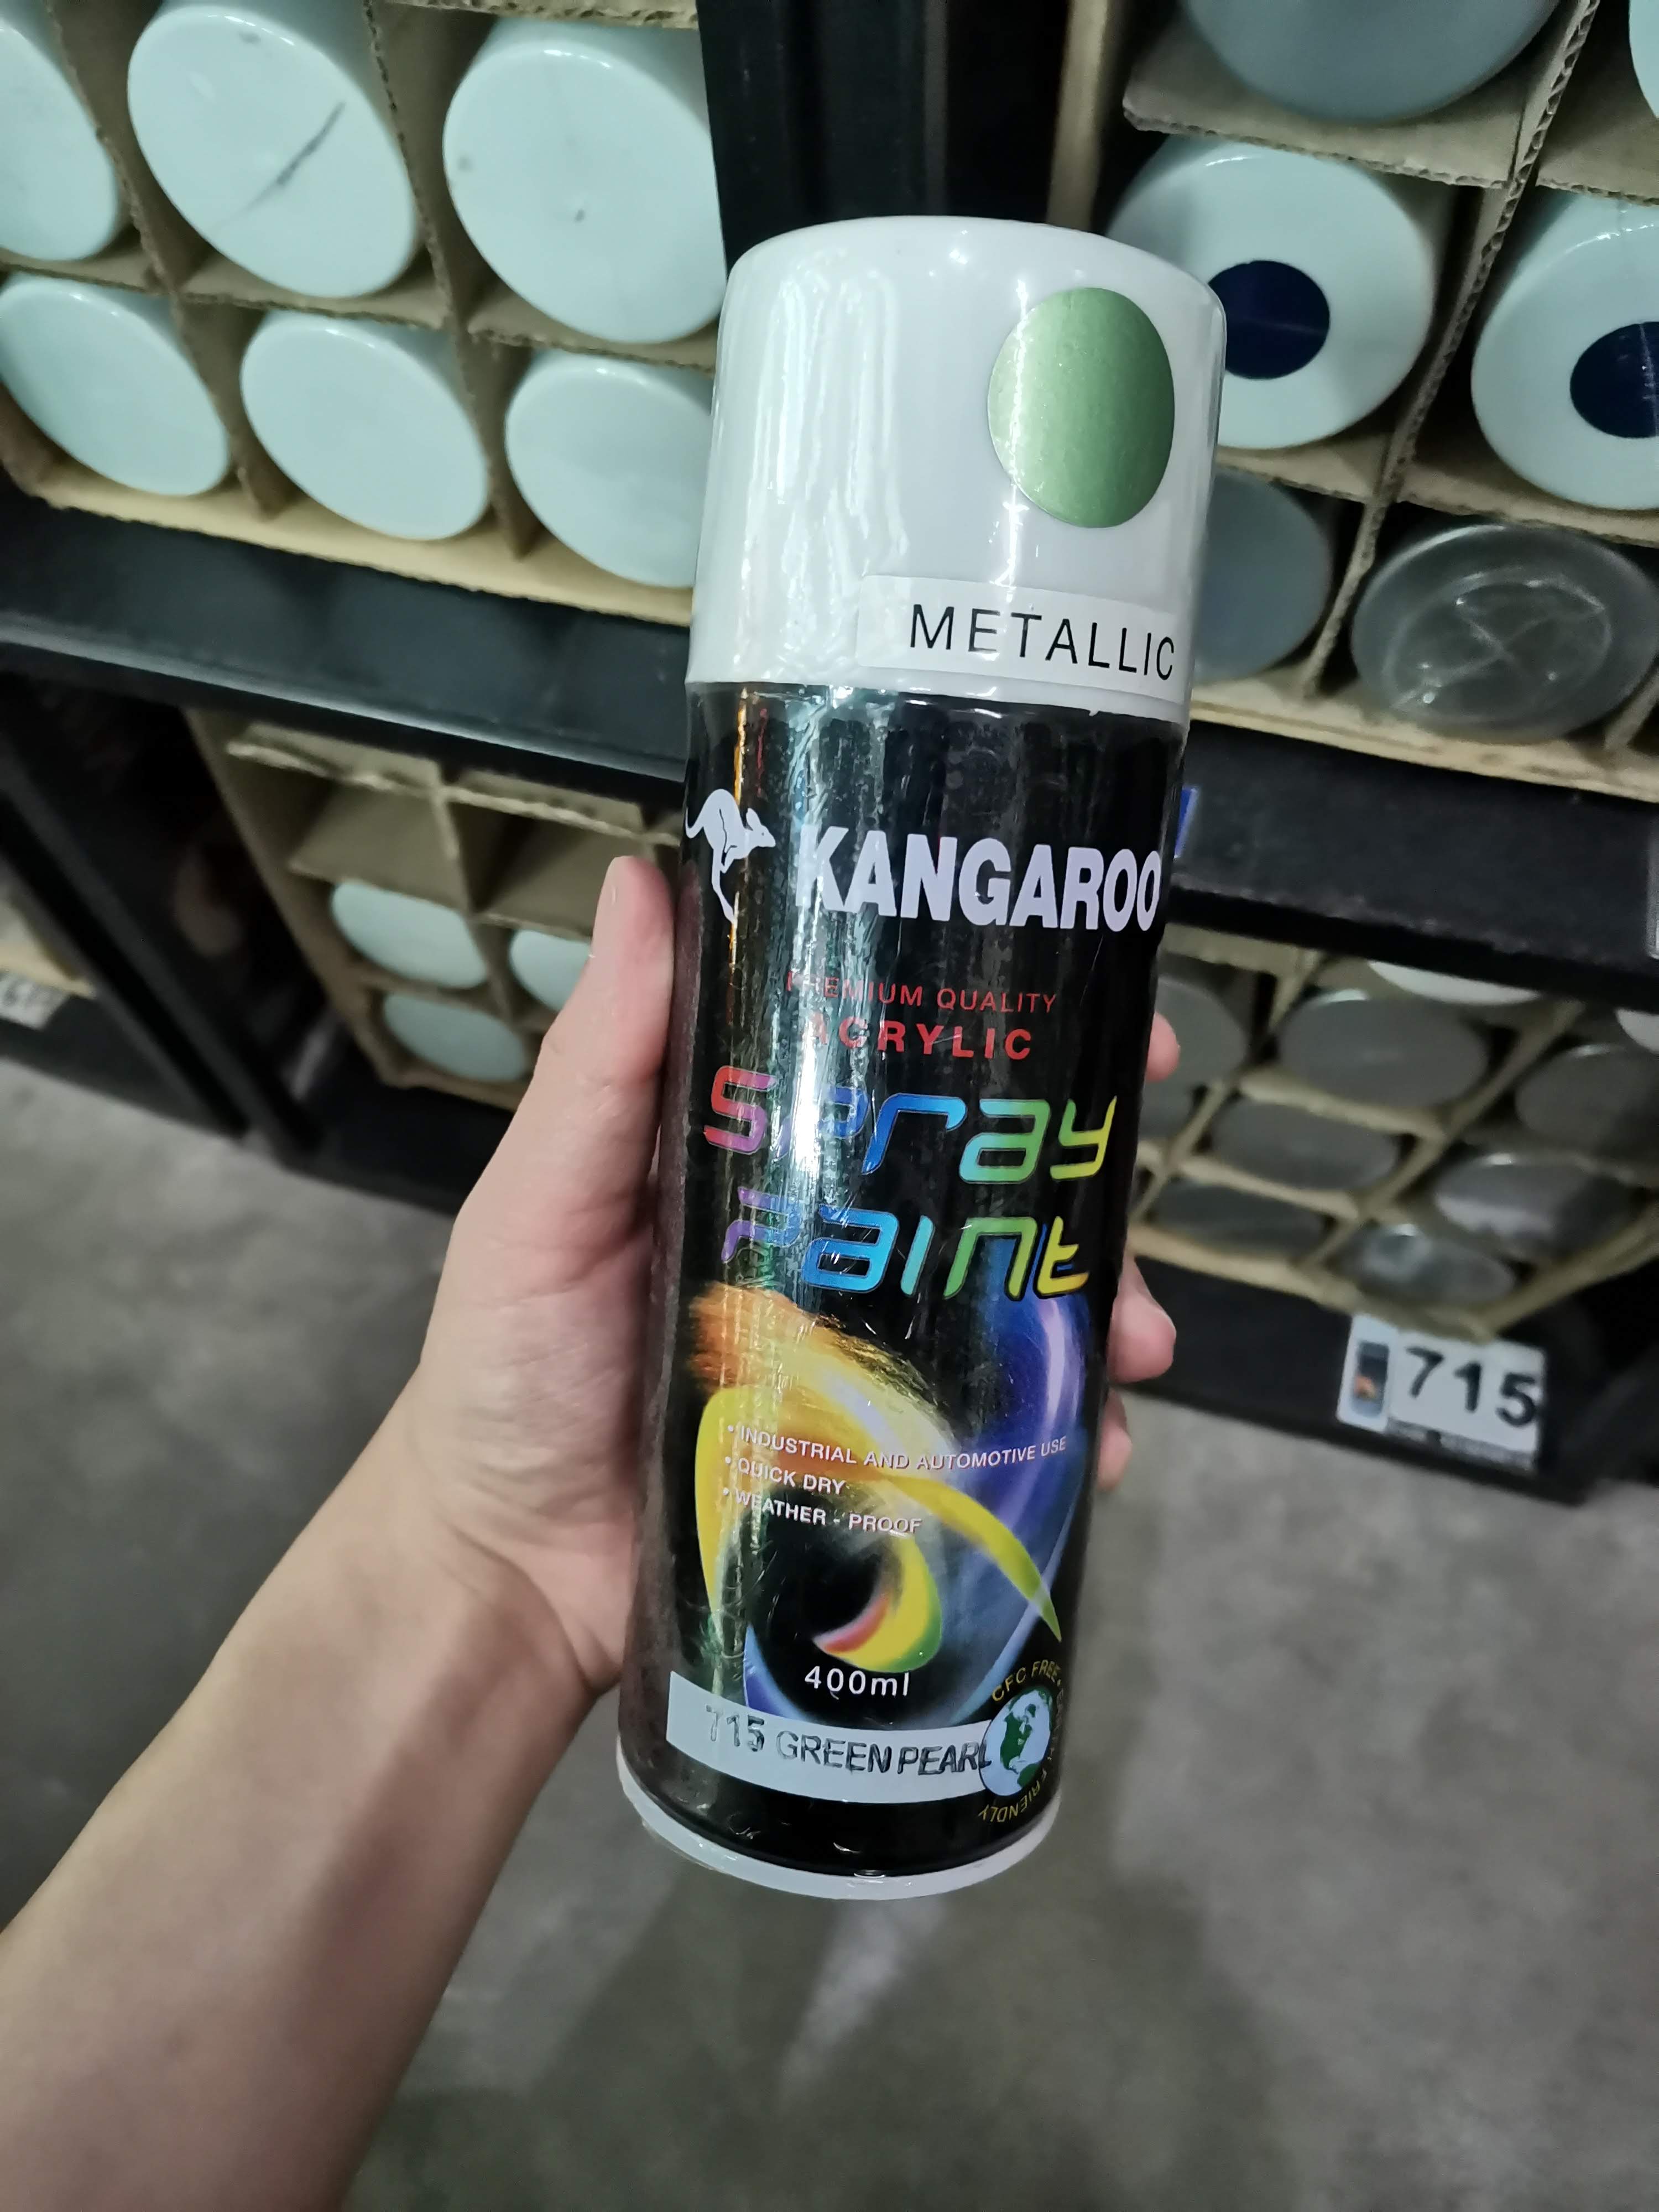 METALLIC
KANGAROO
PREMIUM QUALITY
ACRYLIC
spray
paint
• INDUSTRIAL AND AUTOMOTIVE USE
• QUICK DRY
• WEATHER - PROOF
400ml
715 GREEN PEARL
CFC FREE •
FRIENDLY
715